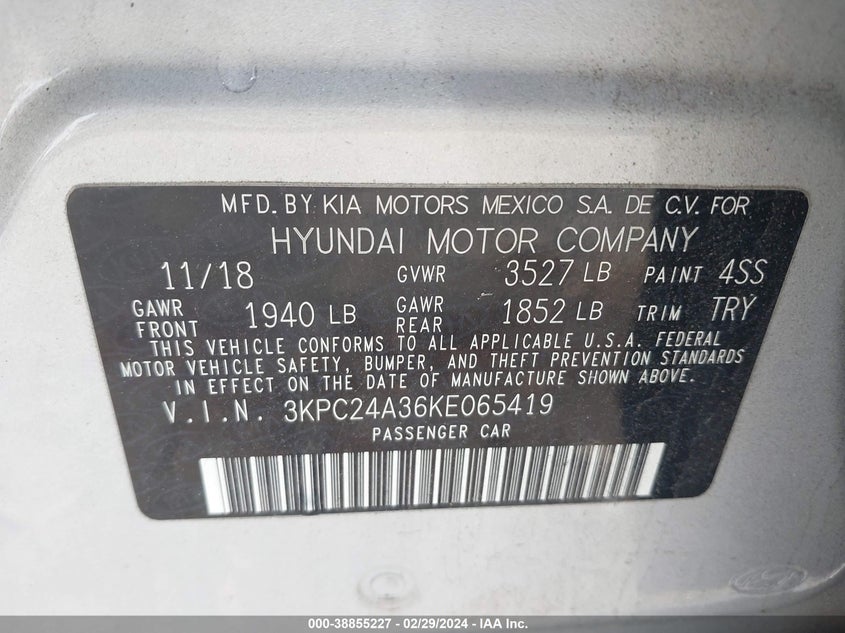 MFD. BY KIA MOTORS MEXICO S.A. DE C.V. FOR
HYUNDAI MOTOR COMPANY
11/18 GVWR 3527 LB PAINT 4SS
GAWR FRONT 1940 LB GAWR REAR 1852 LB TRIM TRY
THIS VEHICLE CONFORMS TO ALL APPLICABLE U.S.A. FEDERAL
MOTOR VEHICLE SAFETY, BUMPER, AND THEFT PREVENTION STANDARDS
IN EFFECT ON THE DATE OF MANUFACTURE SHOWN ABOVE.
V.I.N. 3KPC24A36KE065419
PASSENGER CAR
000-38855227 - 02/29/2024 - IAA Inc.